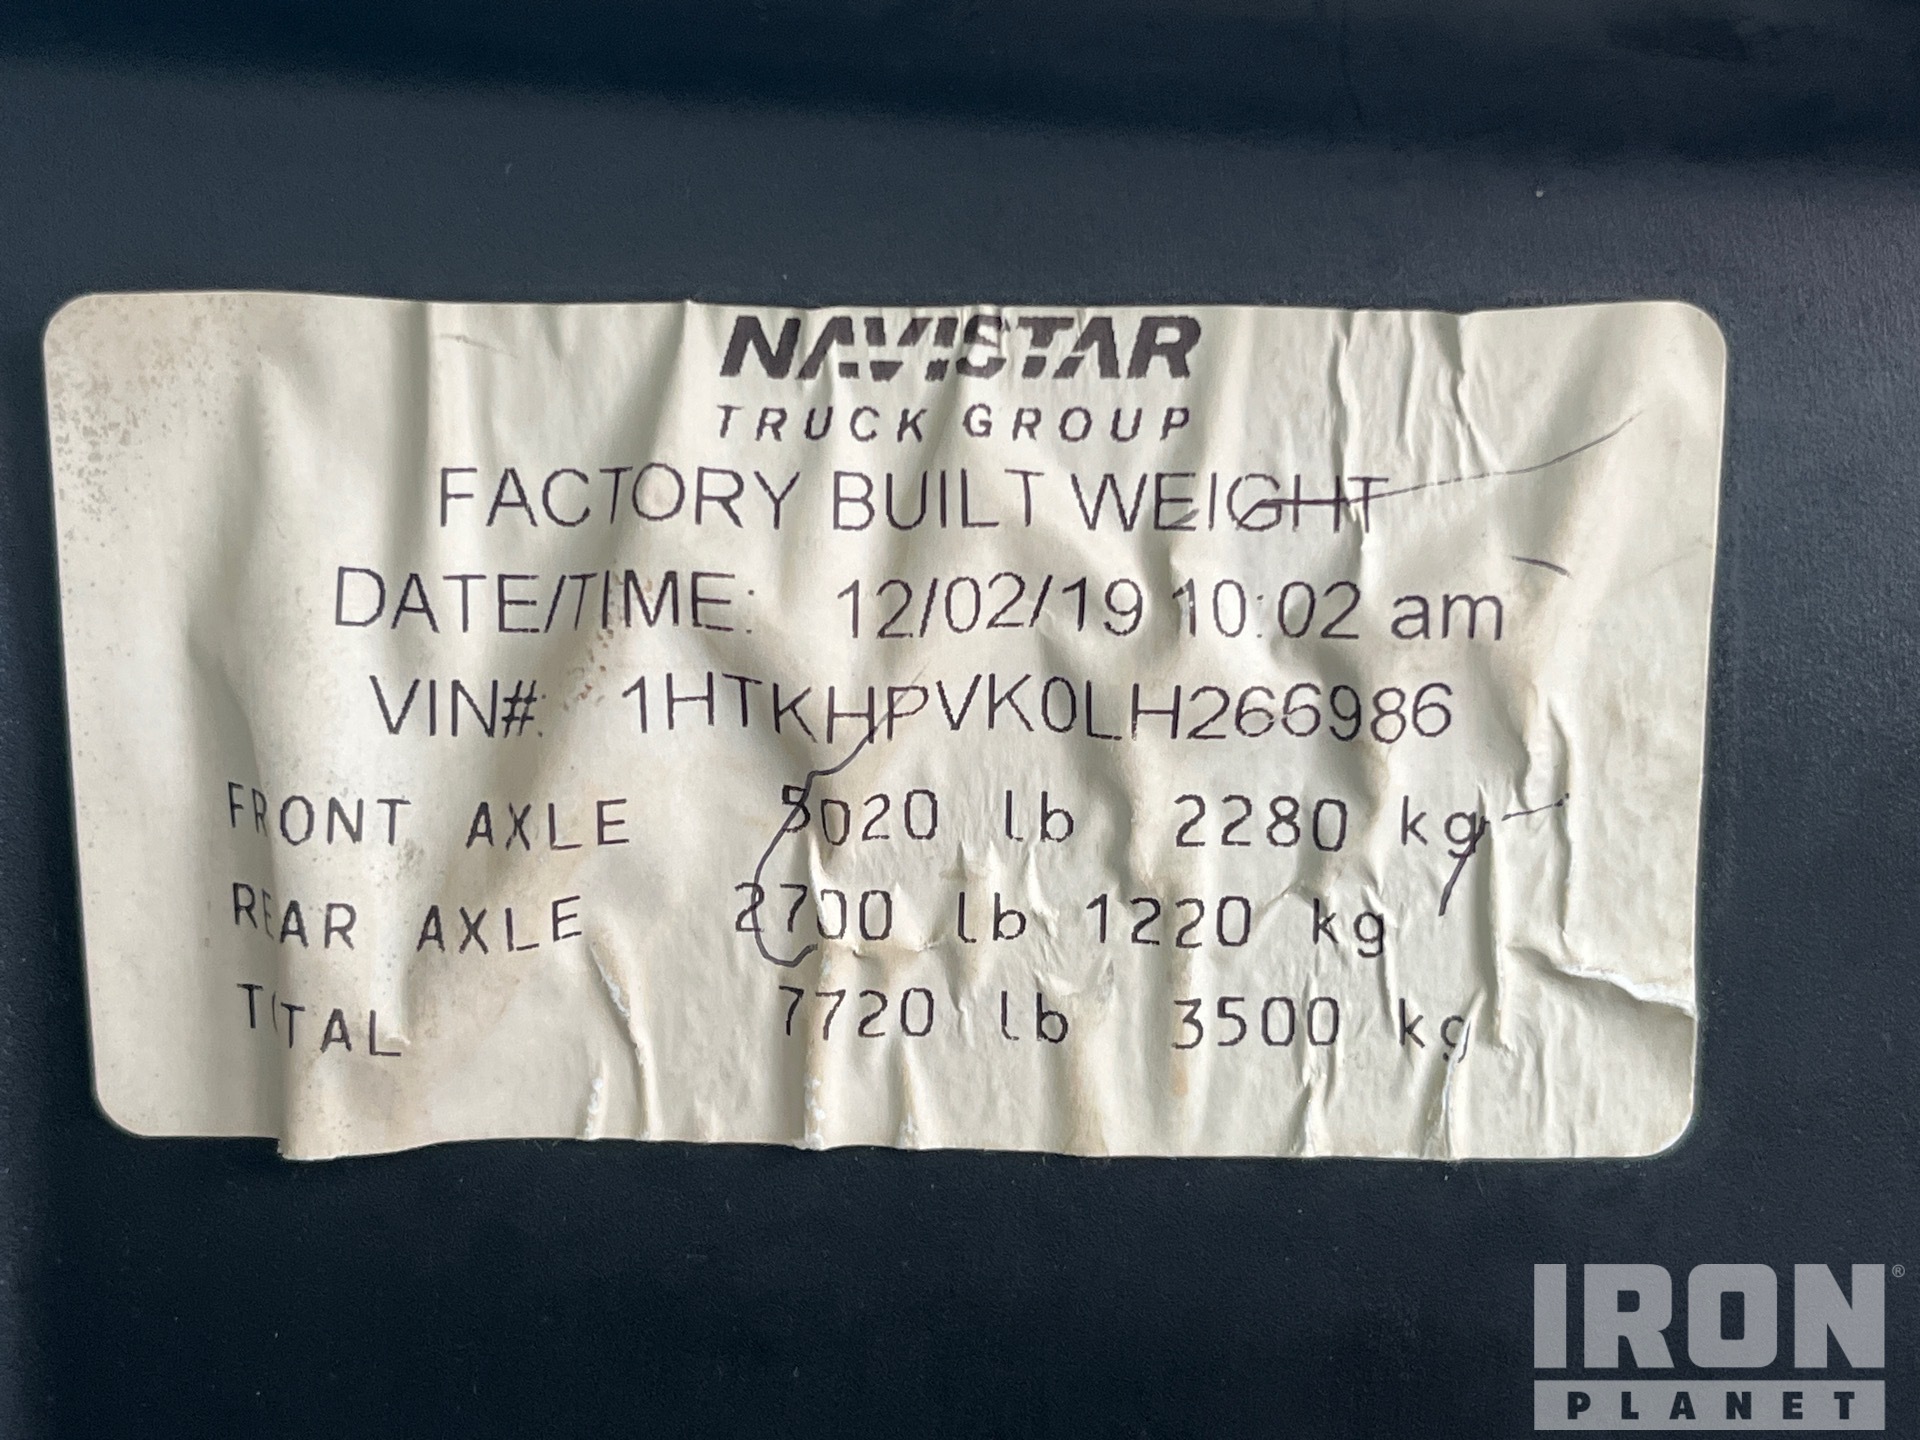 NAVISTAR
TRUCK GROUP
FACTORY BUILT WEIGHT
DATE/TIME: 12/02/19 10:02 am
VIN#: 1HTKHPVK0LH266986
FRONT AXLE 5020 lb 2280 kg
REAR AXLE 2700 lb 1220 kg
TOTAL 7720 lb 3500 kg
IRON®
PLANET